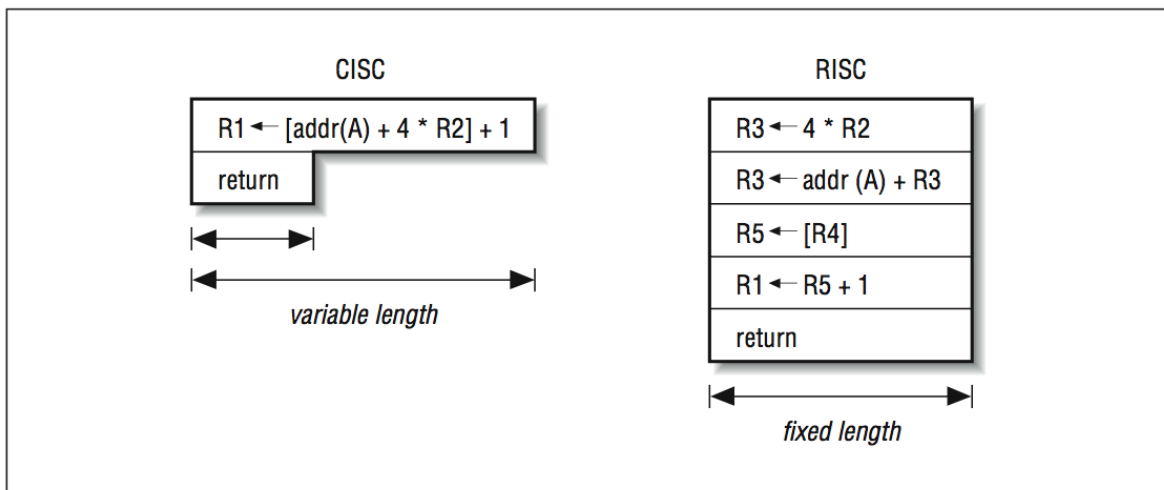 CISC
R1 ← [addr(A) + 4 * R2] + 1
return
variable length
RISC
R3 ← 4 * R2
R3 ← addr (A) + R3
R5 ← [R4]
R1 ← R5 + 1
return
fixed length